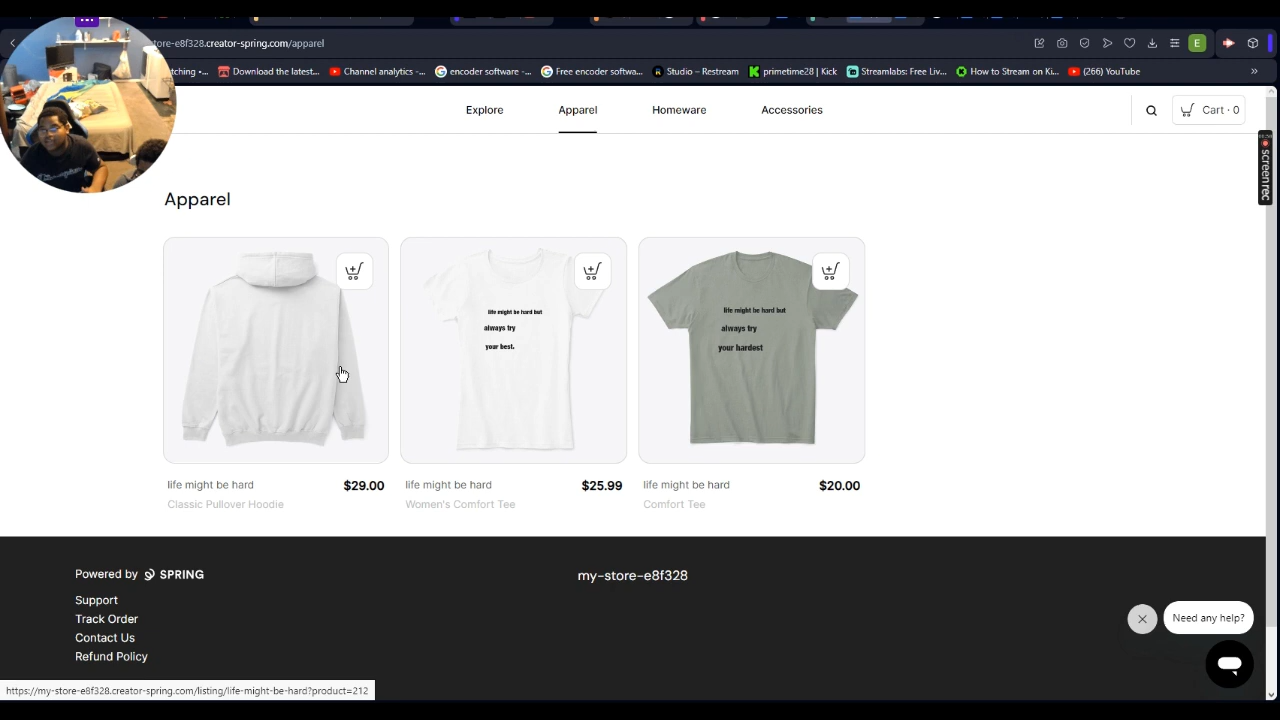 tore-e8f328.creator-spring.com/apparel
E
tching •...
Download the latest...
Channel analytics -...
encoder software -...
Free encoder softwa...
Studio – Restream
primetime28 | Kick
Streamlabs: Free Liv...
How to Stream on Ki...
(266) YouTube
»
Explore
Apparel
Homeware
Accessories
Cart · 0
screen rec
Apparel
life might be hard but
always try
your best.
life might be hard but
always try
your hardest
life might be hard
$29.00
Classic Pullover Hoodie
life might be hard
$25.99
Women's Comfort Tee
life might be hard
$20.00
Comfort Tee
Powered by SPRING
my-store-e8f328
Support
Track Order
Contact Us
Refund Policy
Need any help?
https://my-store-e8f328.creator-spring.com/listing/life-might-be-hard?product=212